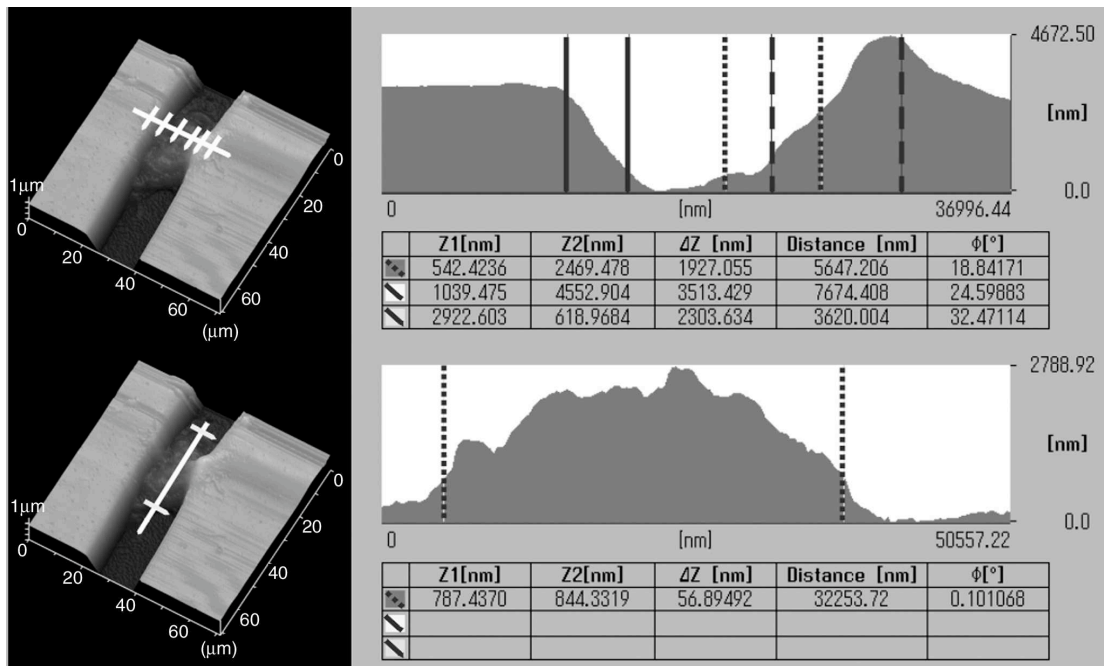 1μm
0
20
40
60
(μm)
0
20
40
60
4672.50
[nm]
0.0
0 [nm] 36996.44
Z1[nm] Z2[nm] ΔZ [nm] Distance [nm] ϕ[°]
542.4236 2469.478 1927.055 5647.206 18.84171
1039.475 4552.904 3513.429 7674.408 24.59883
2922.603 618.9684 2303.634 3620.004 32.47114
1μm
0
20
40
60
(μm)
0
20
40
60
2788.92
[nm]
0.0
0 [nm] 50557.22
Z1[nm] Z2[nm] ΔZ [nm] Distance [nm] ϕ[°]
787.4370 844.3319 56.89492 32253.72 0.101068